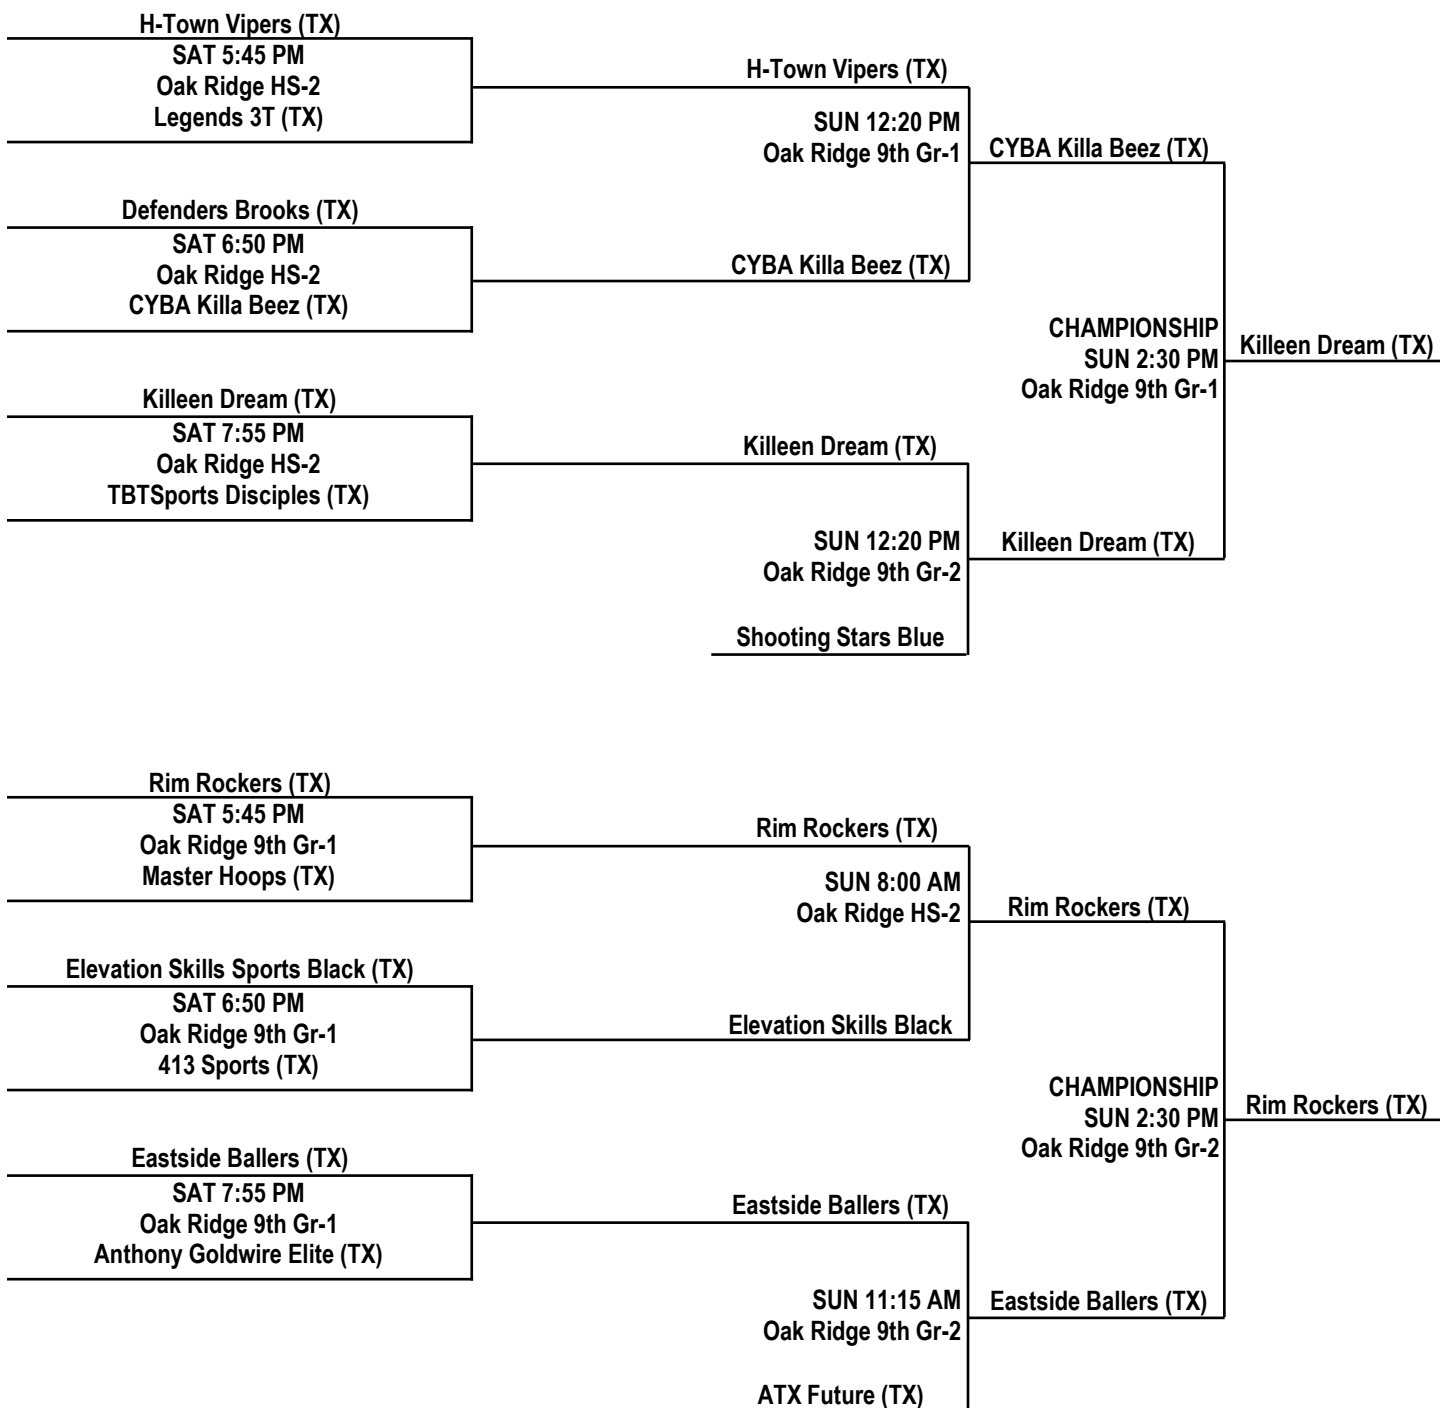 H-Town Vipers (TX)
SAT 5:45 PM
Oak Ridge HS-2
Legends 3T (TX)
H-Town Vipers (TX)
SUN 12:20 PM
Oak Ridge 9th Gr-1
CYBA Killa Beez (TX)
Defenders Brooks (TX)
SAT 6:50 PM
Oak Ridge HS-2
CYBA Killa Beez (TX)
CYBA Killa Beez (TX)
CHAMPIONSHIP
SUN 2:30 PM
Oak Ridge 9th Gr-1
Killeen Dream (TX)
Killeen Dream (TX)
SAT 7:55 PM
Oak Ridge HS-2
TBTSports Disciples (TX)
Killeen Dream (TX)
SUN 12:20 PM
Oak Ridge 9th Gr-2
Killeen Dream (TX)
Shooting Stars Blue
Rim Rockers (TX)
SAT 5:45 PM
Oak Ridge 9th Gr-1
Master Hoops (TX)
Rim Rockers (TX)
SUN 8:00 AM
Oak Ridge HS-2
Rim Rockers (TX)
Elevation Skills Sports Black (TX)
SAT 6:50 PM
Oak Ridge 9th Gr-1
413 Sports (TX)
Elevation Skills Black
CHAMPIONSHIP
SUN 2:30 PM
Oak Ridge 9th Gr-2
Rim Rockers (TX)
Eastside Ballers (TX)
SAT 7:55 PM
Oak Ridge 9th Gr-1
Anthony Goldwire Elite (TX)
Eastside Ballers (TX)
SUN 11:15 AM
Oak Ridge 9th Gr-2
Eastside Ballers (TX)
ATX Future (TX)